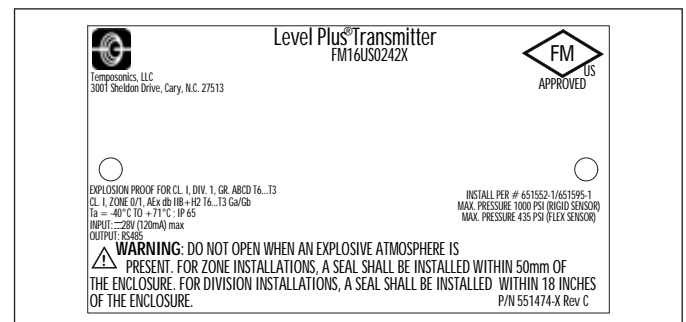 Level Plus® Transmitter
FM16US0242X
FM
US
APPROVED
Temposonics, LLC
3001 Sheldon Drive, Cary, N.C. 27513
EXPLOSION PROOF FOR CL. I, DIV. 1, GR. ABCD T6...T3
CL. I, ZONE 0/1, AEx db IIB+H2 T6...T3 Ga/Gb
Ta = -40°C TO +71°C ; IP 65
INPUT: ⎓28V (120mA) max
OUTPUT: RS485
INSTALL PER # 651552-1/651595-1
MAX. PRESSURE 1000 PSI (RIGID SENSOR)
MAX. PRESSURE 435 PSI (FLEX SENSOR)
WARNING: DO NOT OPEN WHEN AN EXPLOSIVE ATMOSPHERE IS
PRESENT. FOR ZONE INSTALLATIONS, A SEAL SHALL BE INSTALLED WITHIN 50mm OF
THE ENCLOSURE. FOR DIVISION INSTALLATIONS, A SEAL SHALL BE INSTALLED WITHIN 18 INCHES
OF THE ENCLOSURE.
P/N 551474-X Rev C